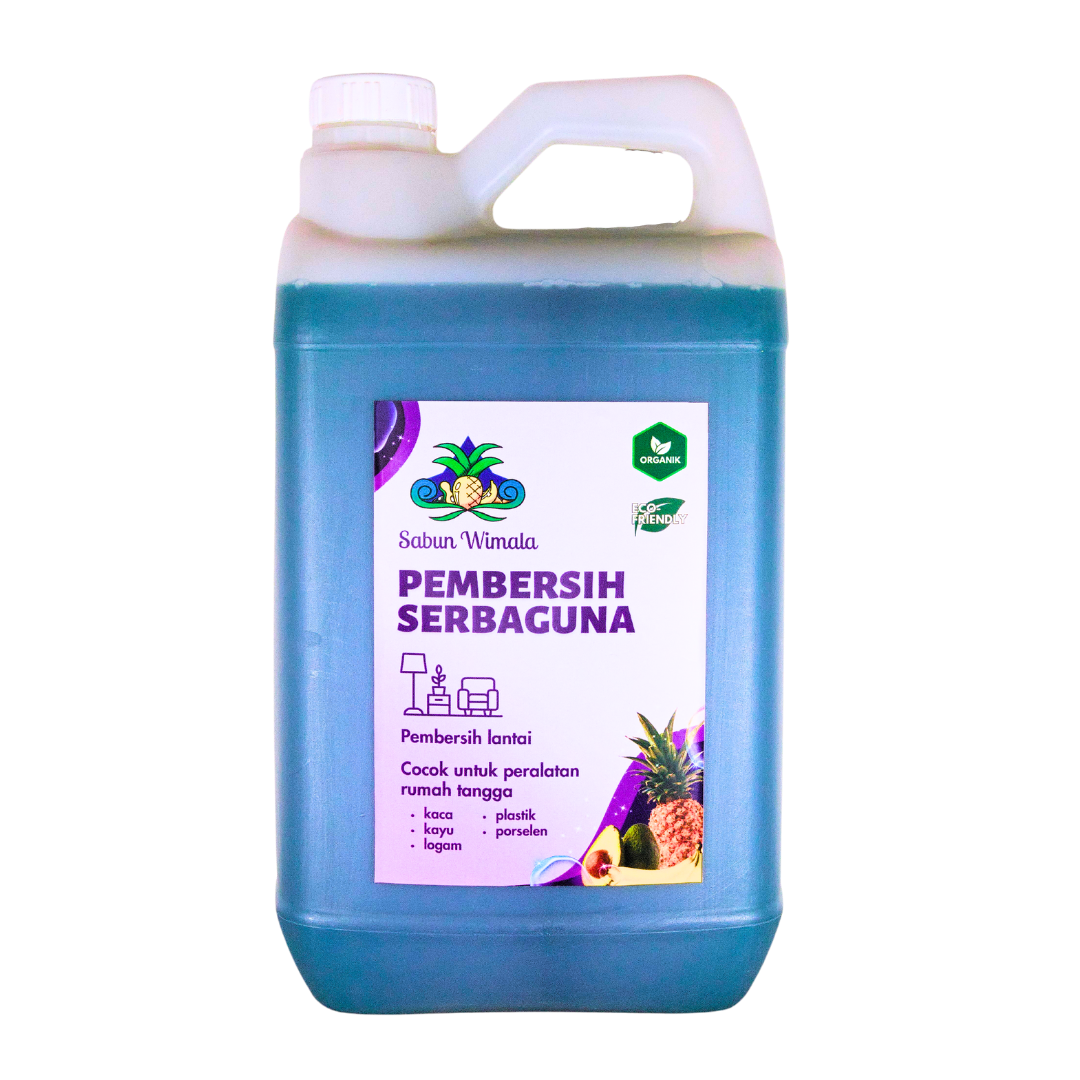 ORGANIK
ECO-
FRIENDLY
Sabun Wimala
PEMBERSIH
SERBAGUNA
Pembersih lantai
Cocok untuk peralatan
rumah tangga
• kaca
• kayu
• logam
• plastik
• porselen